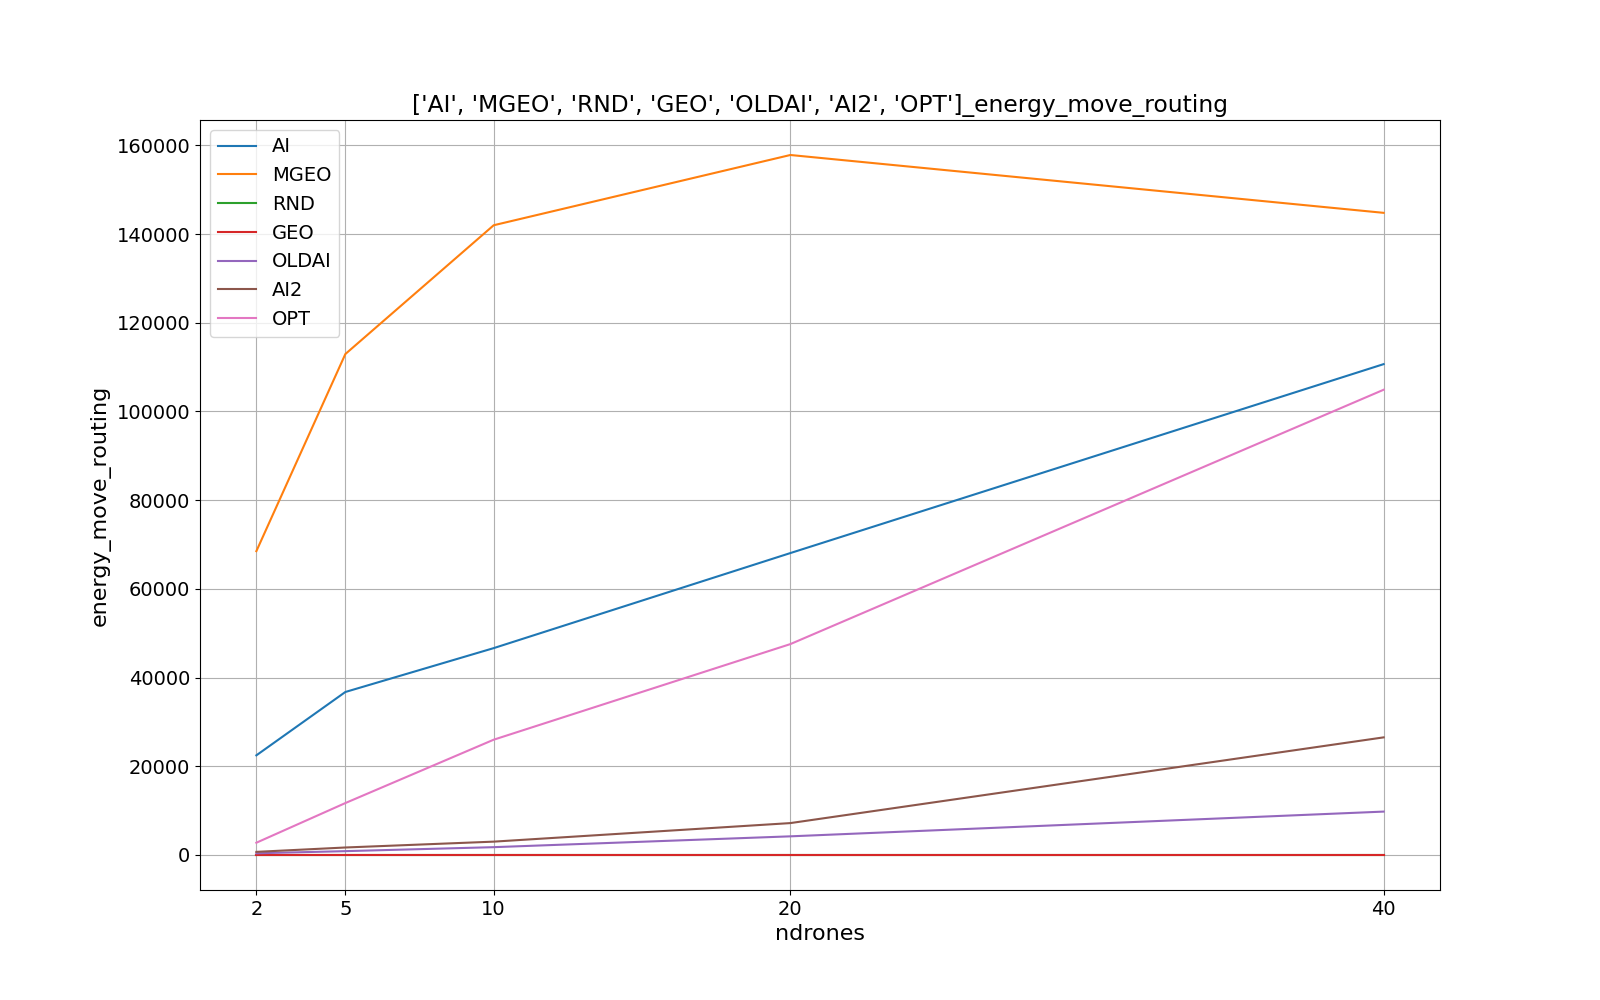 ['AI', 'MGEO', 'RND', 'GEO', 'OLDAI', 'AI2', 'OPT']_energy_move_routing
160000
140000
120000
100000
80000
60000
40000
20000
0
energy_move_routing
AI
MGEO
RND
GEO
OLDAI
AI2
OPT
2 5 10 20 40
ndrones